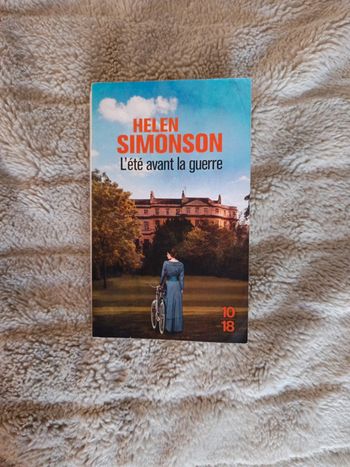 HELEN
SIMONSON
L'été avant la guerre
10
18